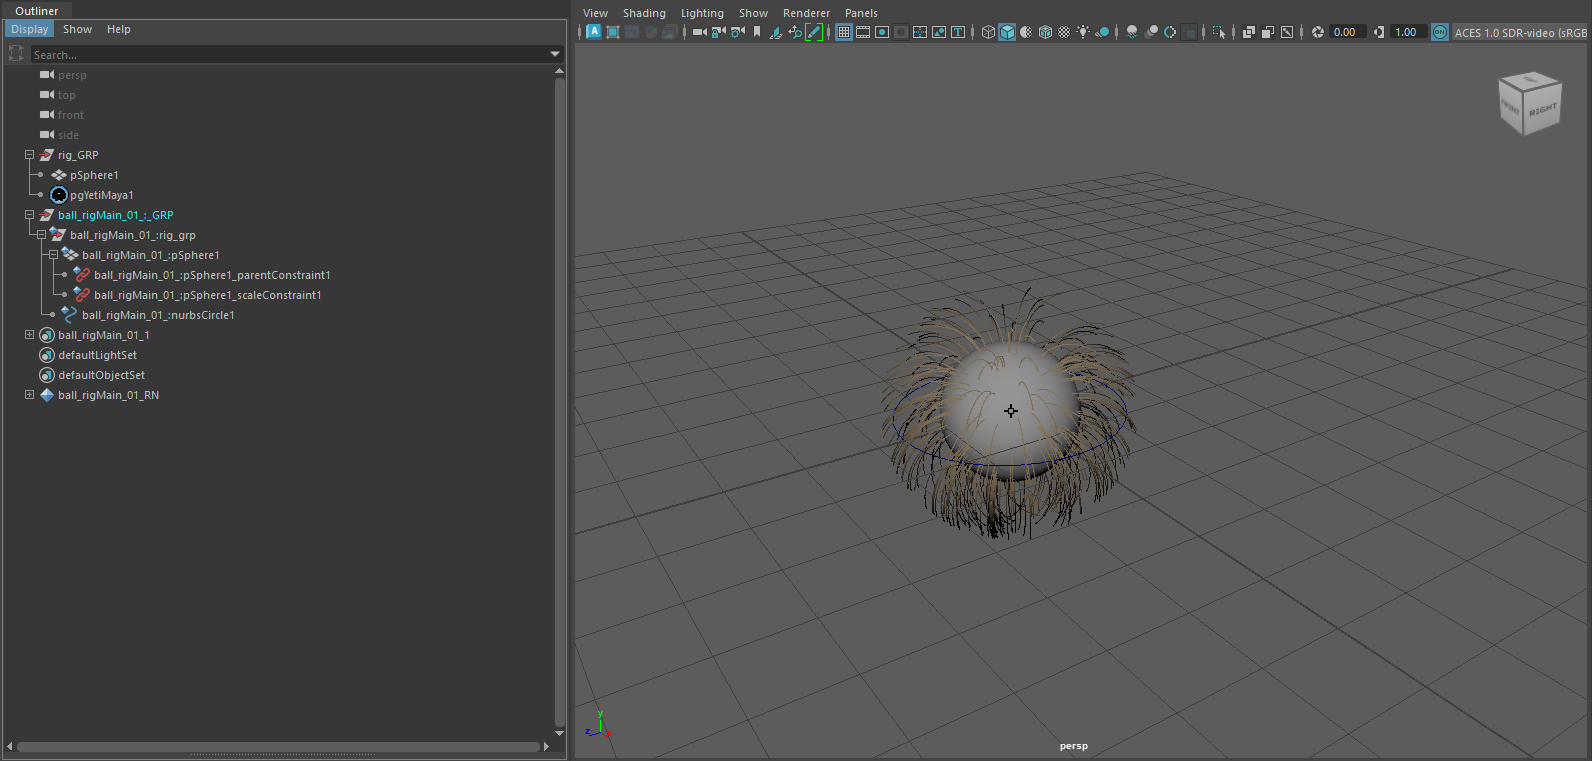 Outliner
Display Show Help
Search...
persp
top
front
side
rig_GRP
pSphere1
pgYetiMaya1
ball_rigMain_01_:_GRP
ball_rigMain_01_:rig_grp
ball_rigMain_01_:pSphere1
ball_rigMain_01_:pSphere1_parentConstraint1
ball_rigMain_01_:pSphere1_scaleConstraint1
ball_rigMain_01_:nurbsCircle1
ball_rigMain_01_1
defaultLightSet
defaultObjectSet
ball_rigMain_01_RN
View Shading Lighting Show Renderer Panels
0.00 1.00 ON ACES 1.0 SDR-video (sRGB
FRONT RIGHT
y
z x
persp